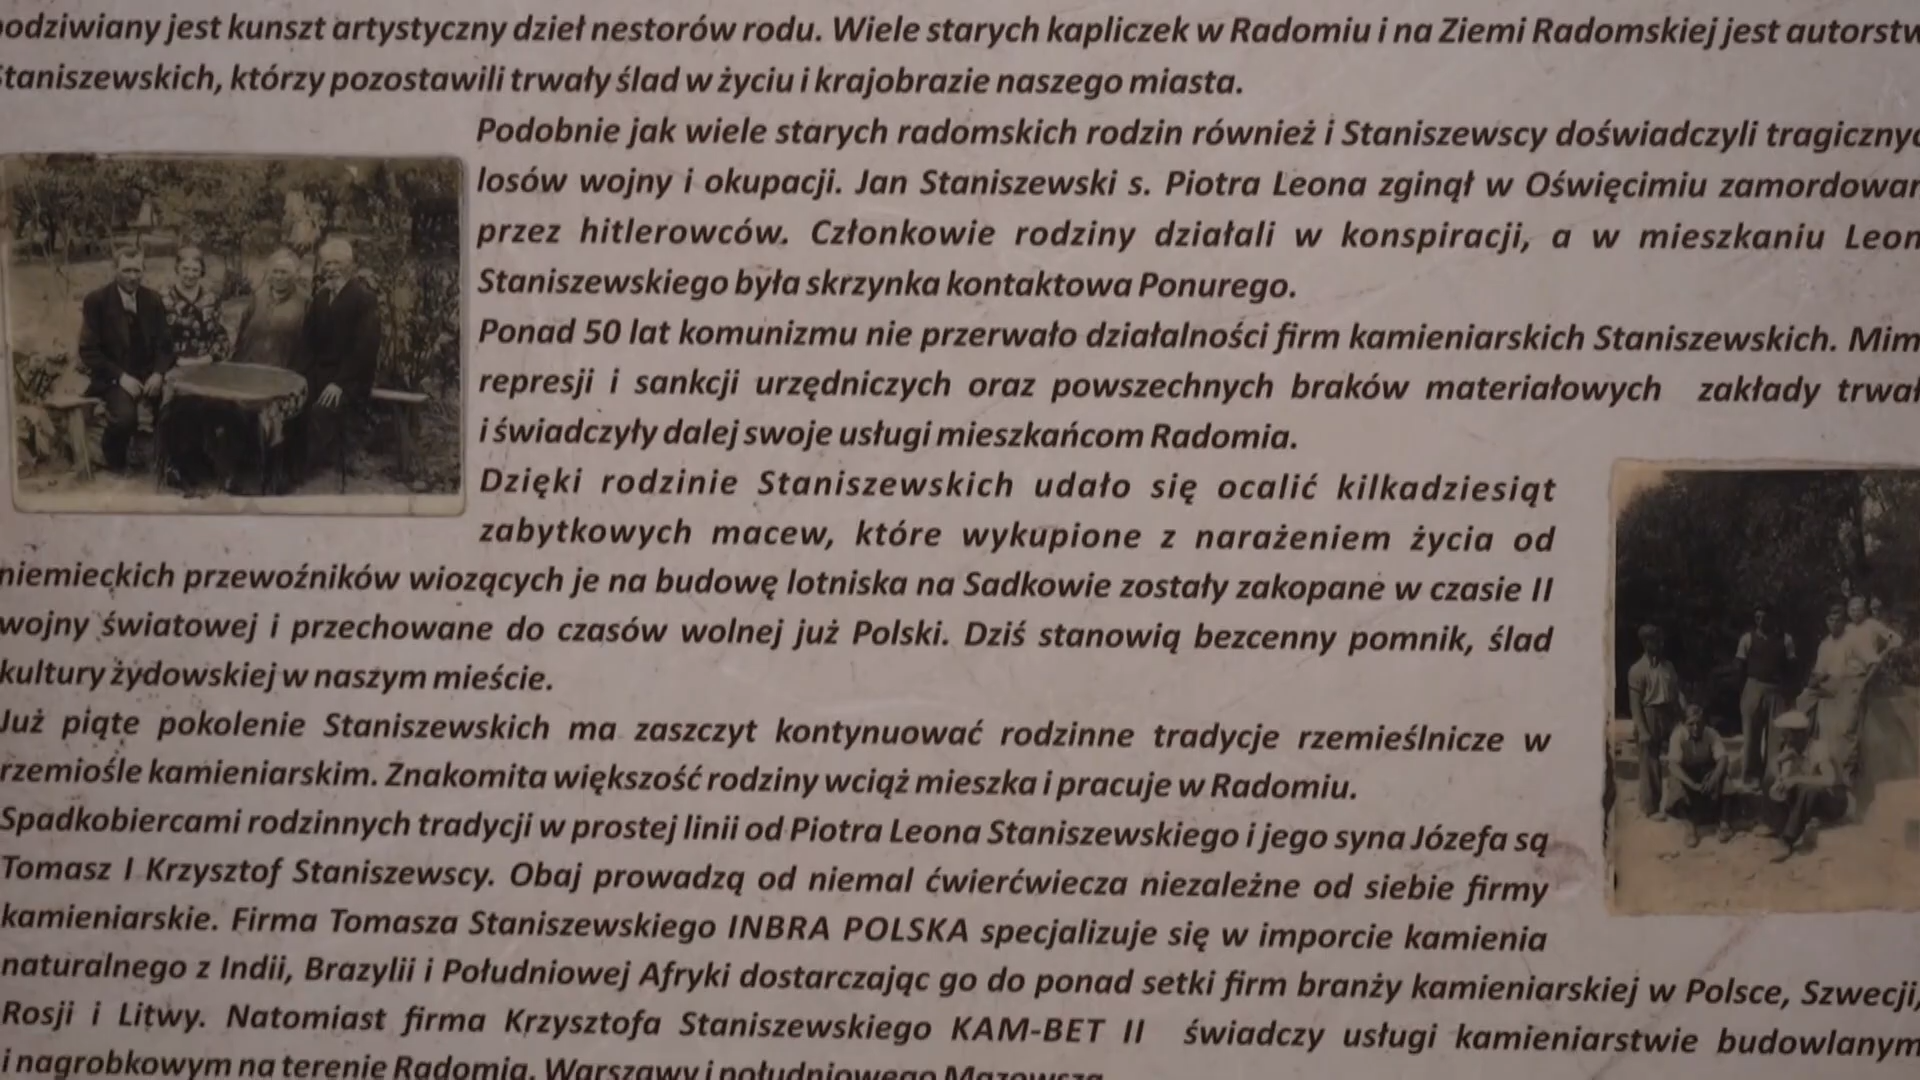 podziwiany jest kunszt artystyczny dzieł nestorów rodu. Wiele starych kapliczek w Radomiu i na Ziemi Radomskiej jest autorstw
Staniszewskich, którzy pozostawili trwały ślad w życiu i krajobrazie naszego miasta.
Podobnie jak wiele starych radomskich rodzin również i Staniszewscy doświadczyli tragicznyc
losów wojny i okupacji. Jan Staniszewski s. Piotra Leona zginął w Oświęcimiu zamordowan
przez hitlerowców. Członkowie rodziny działali w konspiracji, a w mieszkaniu Leon
Staniszewskiego była skrzynka kontaktowa Ponurego.
Ponad 50 lat komunizmu nie przerwało działalności firm kamieniarskich Staniszewskich. Mim
represji i sankcji urzędniczych oraz powszechnych braków materiałowych zakłady trwał
i świadczyły dalej swoje usługi mieszkańcom Radomia.
Dzięki rodzinie Staniszewskich udało się ocalić kilkadziesiąt
zabytkowych macew, które wykupione z narażeniem życia od
niemieckich przewoźników wiozących je na budowę lotniska na Sadkowie zostały zakopane w czasie II
wojny światowej i przechowane do czasów wolnej już Polski. Dziś stanowią bezcenny pomnik, ślad
kultury żydowskiej w naszym mieście.
Już piąte pokolenie Staniszewskich ma zaszczyt kontynuować rodzinne tradycje rzemieślnicze w
rzemiośle kamieniarskim. Znakomita większość rodziny wciąż mieszka i pracuje w Radomiu.
Spadkobiercami rodzinnych tradycji w prostej linii od Piotra Leona Staniszewskiego i jego syna Józefa są
Tomasz I Krzysztof Staniszewscy. Obaj prowadzą od niemal ćwierćwiecza niezależne od siebie firmy
kamieniarskie. Firma Tomasza Staniszewskiego INBRA POLSKA specjalizuje się w imporcie kamienia
naturalnego z Indii, Brazylii i Południowej Afryki dostarczając go do ponad setki firm branży kamieniarskiej w Polsce, Szwecji,
Rosji i Litwy. Natomiast firma Krzysztofa Staniszewskiego KAM-BET II świadczy usługi kamieniarstwie budowlanym
i nagrobkowym na terenie Radomia, Warszawy i południowego Mazowsza